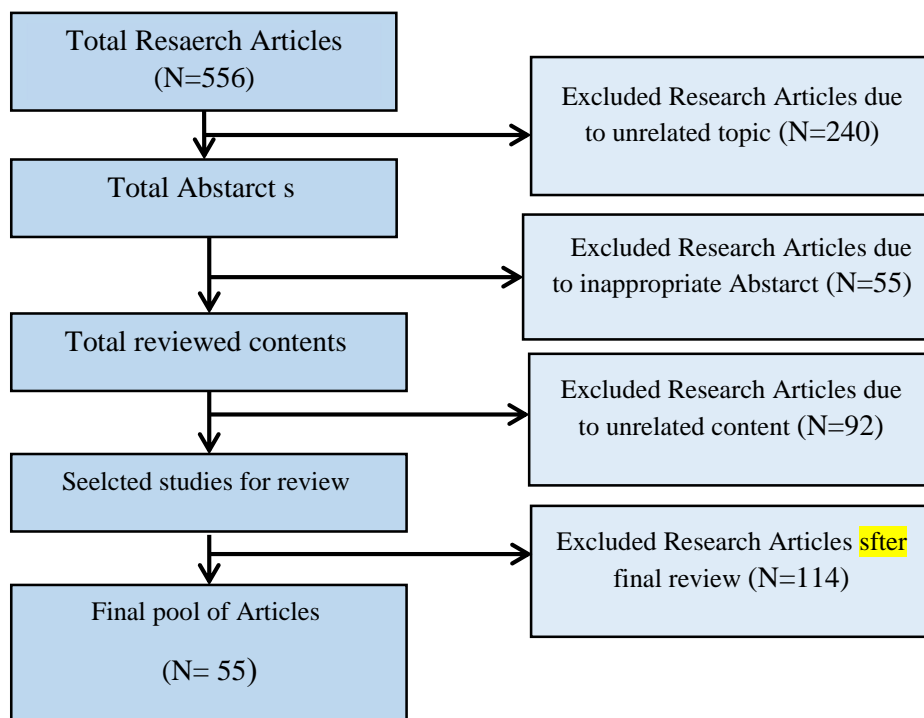 Total Resaerch Articles
(N=556)
Excluded Research Articles due
to unrelated topic (N=240)
Total Abstarct s
Excluded Research Articles due
to inappropriate Abstarct (N=55)
Total reviewed contents
Excluded Research Articles due
to unrelated content (N=92)
Seelcted studies for review
Excluded Research Articles sfter
final review (N=114)
Final pool of Articles
(N= 55)